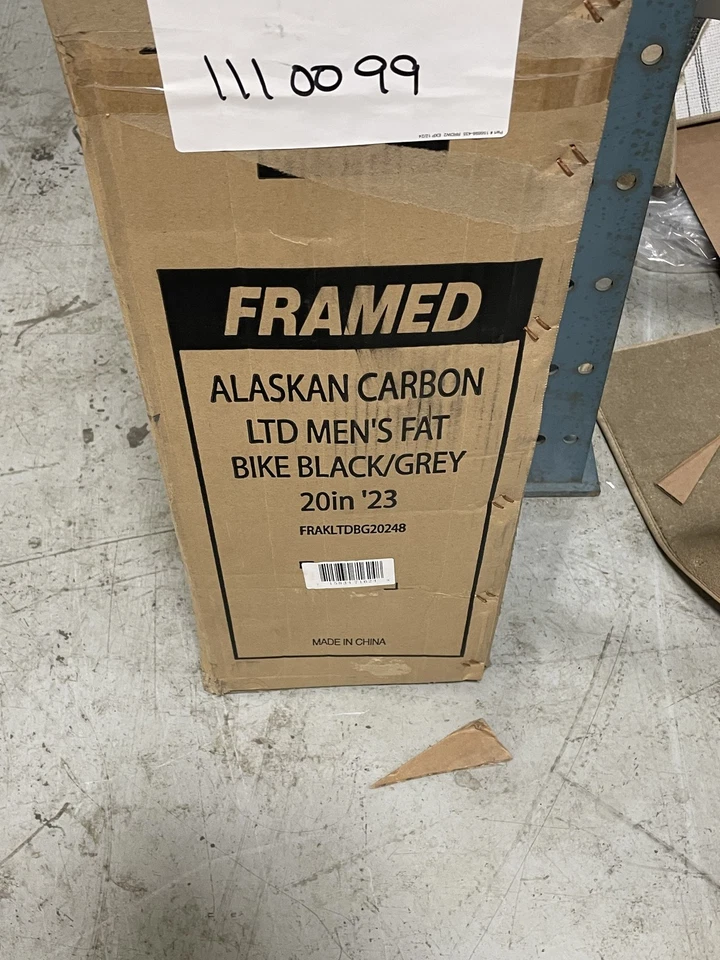 1110099
FRAMED
ALASKAN CARBON
LTD MEN'S FAT
BIKE BLACK/GREY
20in '23
FRAKLTDBG20248
MADE IN CHINA